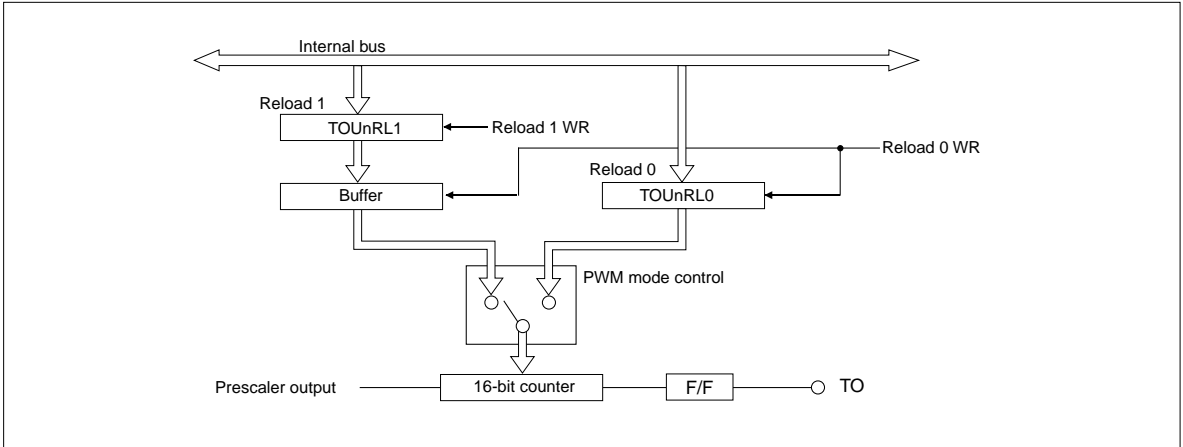 Internal bus
Reload 1
TOUnRL1
Reload 1 WR
Reload 0 WR
Reload 0
Buffer
TOUnRL0
PWM mode control
Prescaler output
16-bit counter
F/F
TO